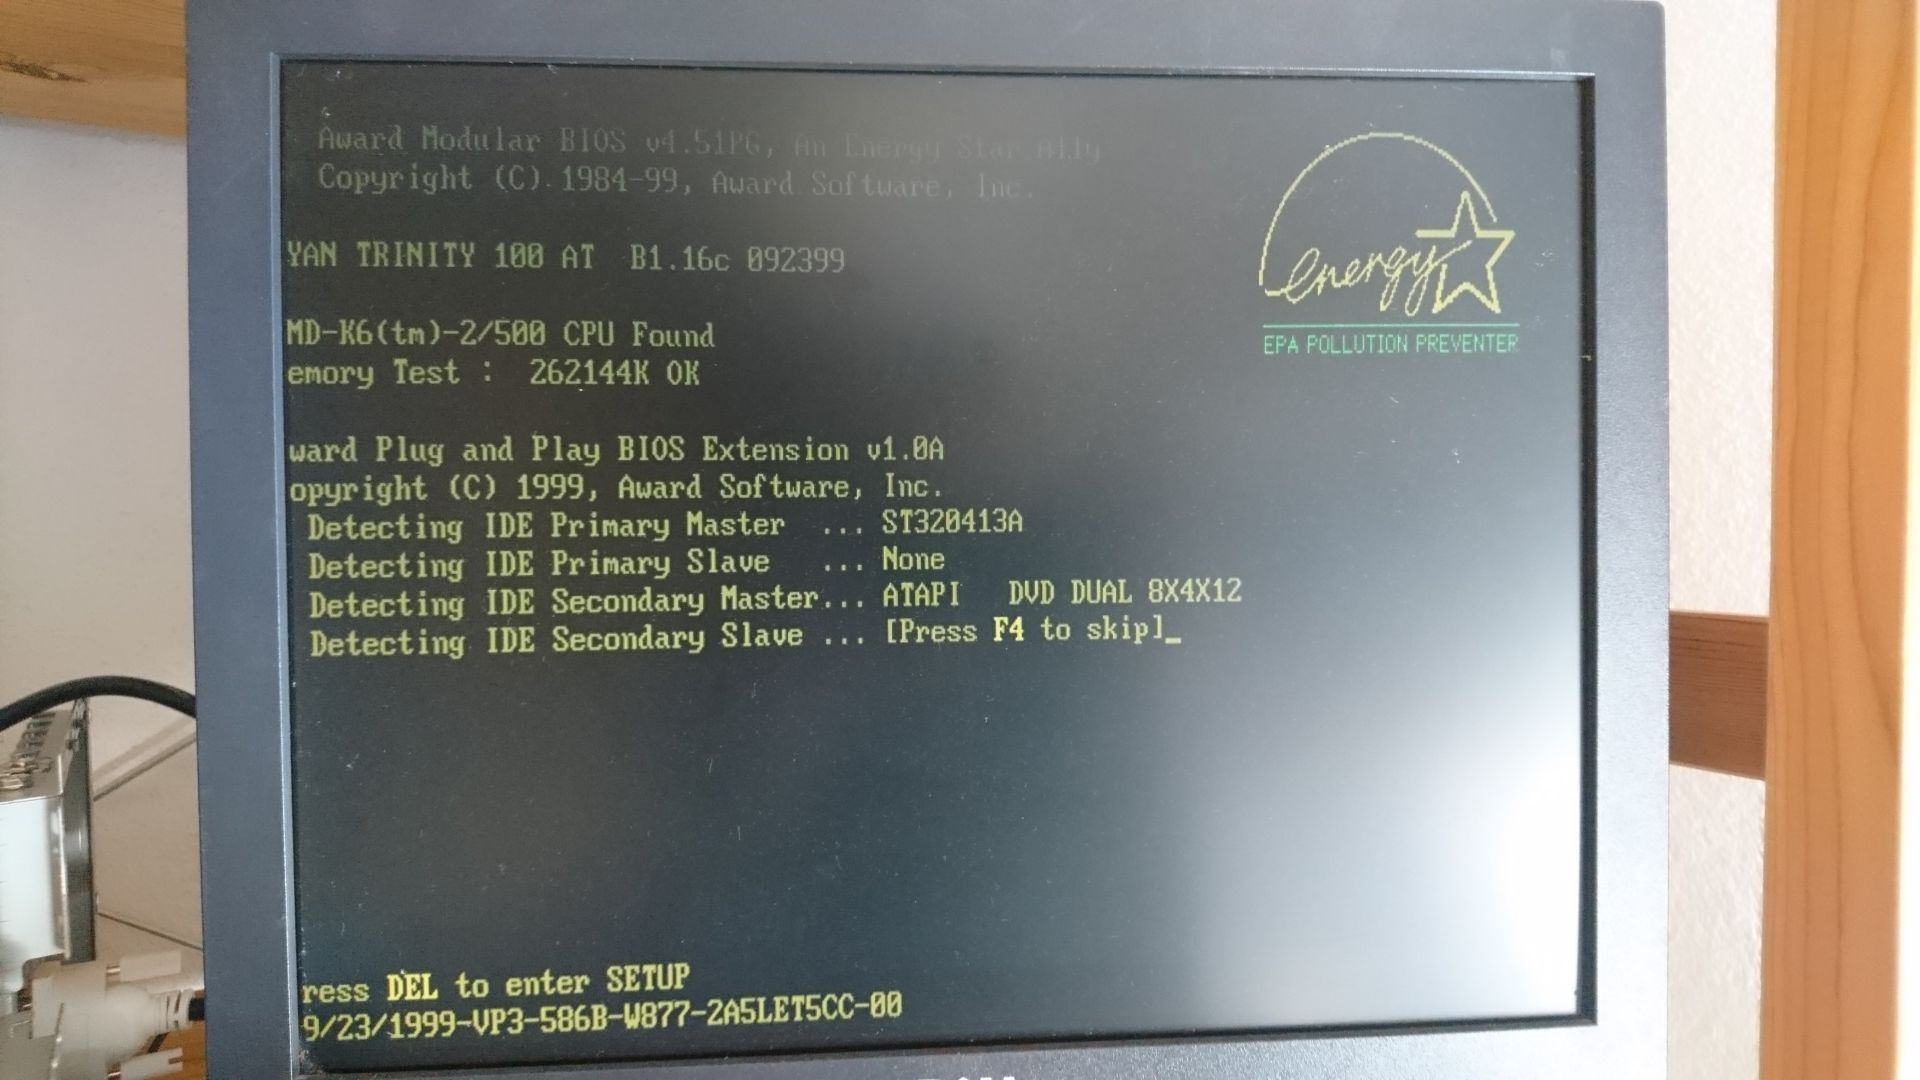 Award Modular BIOS v4.51PG, An Energy Star Ally
Copyright (C) 1984-99, Award Software, Inc.
YAN TRINITY 100 AT B1.16c 092399
MD-K6(tm)-2/500 CPU Found
emory Test : 262144K OK
energy
EPA POLLUTION PREVENTER
ward Plug and Play BIOS Extension v1.0A
opyright (C) 1999, Award Software, Inc.
Detecting IDE Primary Master ... ST320413A
Detecting IDE Primary Slave ... None
Detecting IDE Secondary Master... ATAPI DVD DUAL 8X4X12
Detecting IDE Secondary Slave ... [Press F4 to skip]_
ress DEL to enter SETUP
9/23/1999-VP3-586B-W877-2A5LET5CC-00